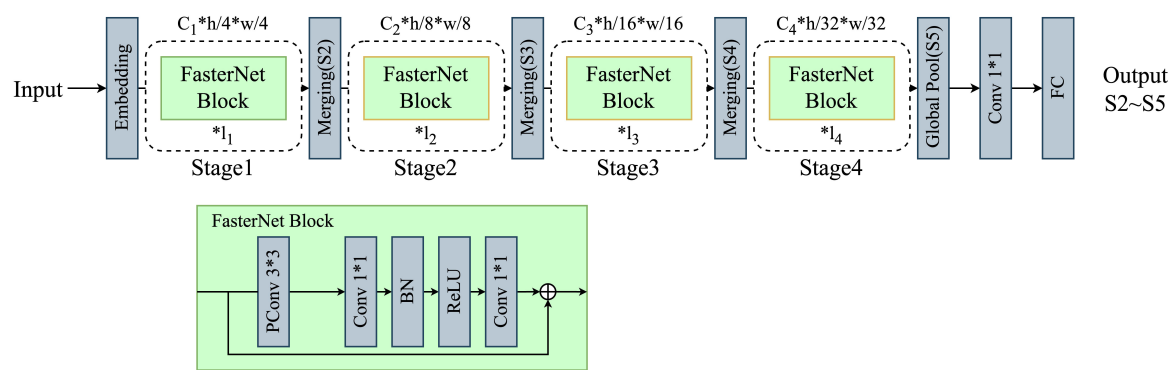 C₁*h/4*w/4
C₂*h/8*w/8
C₃*h/16*w/16
C₄*h/32*w/32
Input
Embedding
FasterNet
Block
*l₁
Stage1
Merging(S2)
FasterNet
Block
*l₂
Stage2
Merging(S3)
FasterNet
Block
*l₃
Stage3
Merging(S4)
FasterNet
Block
*l₄
Stage4
Global Pool(S5)
Conv 1*1
FC
Output
S2~S5
FasterNet Block
PConv 3*3
Conv 1*1
BN
ReLU
Conv 1*1